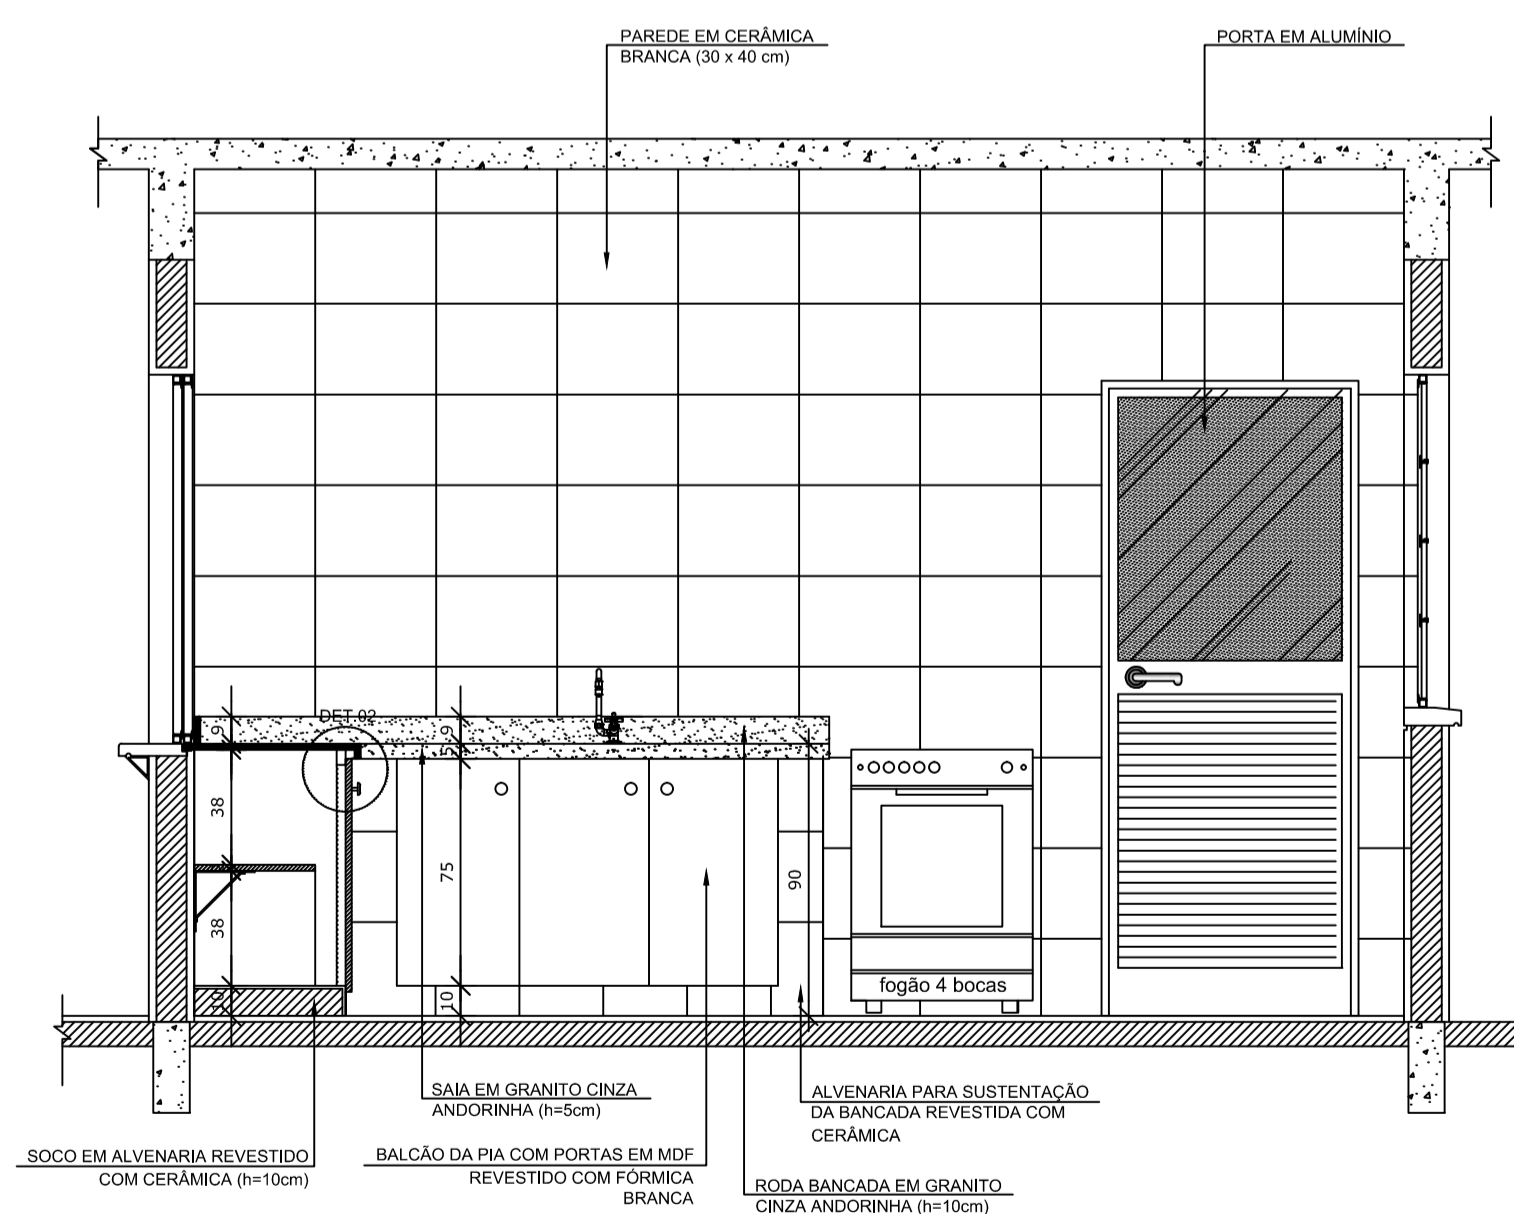 PAREDE EM CERÂMICA
BRANCA (30 x 40 cm)
PORTA EM ALUMÍNIO
DET.02
9
9
5
38
75
90
38
10
10
fogão 4 bocas
SAIA EM GRANITO CINZA
ANDORINHA (h=5cm)
ALVENARIA PARA SUSTENTAÇÃO
DA BANCADA REVESTIDA COM
CERÂMICA
SOCO EM ALVENARIA REVESTIDO
COM CERÂMICA (h=10cm)
BALCÃO DA PIA COM PORTAS EM MDF
REVESTIDO COM FÓRMICA
BRANCA
RODA BANCADA EM GRANITO
CINZA ANDORINHA (h=10cm)